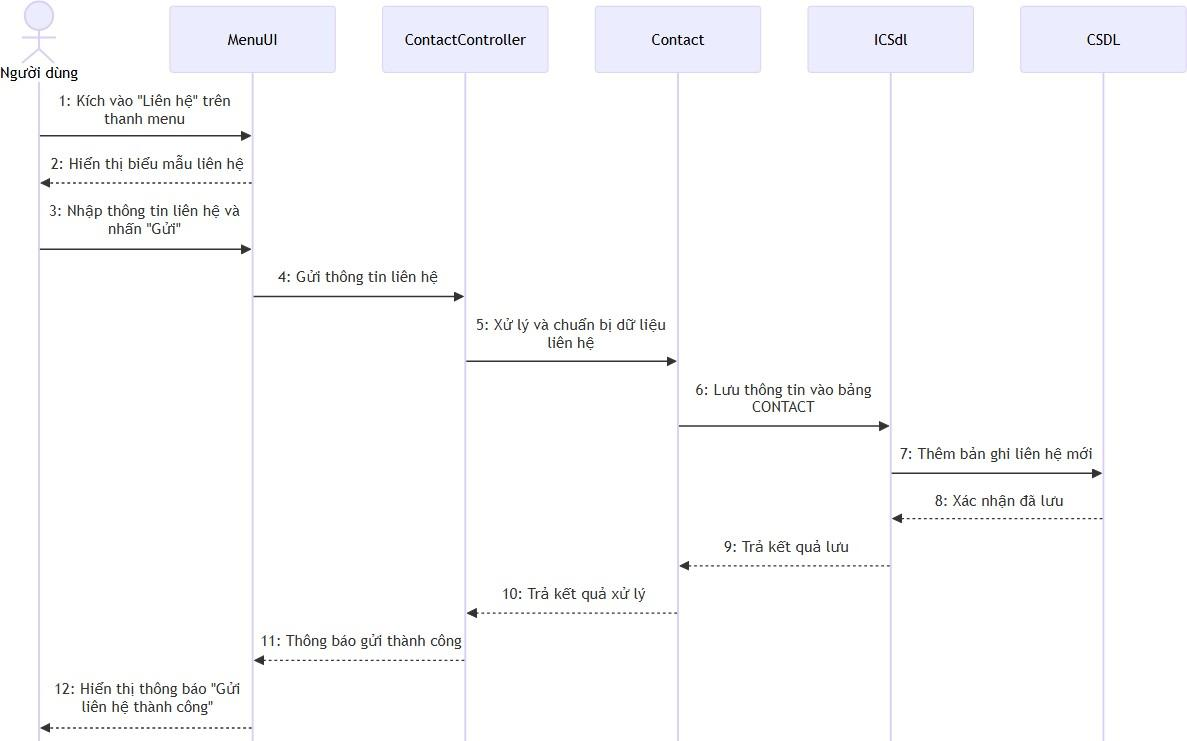 Người dùng
MenuUI
ContactController
Contact
ICSdl
CSDL
1: Kích vào "Liên hệ" trên
thanh menu
2: Hiển thị biểu mẫu liên hệ
3: Nhập thông tin liên hệ và
nhấn "Gửi"
4: Gửi thông tin liên hệ
5: Xử lý và chuẩn bị dữ liệu
liên hệ
6: Lưu thông tin vào bảng
CONTACT
7: Thêm bản ghi liên hệ mới
8: Xác nhận đã lưu
9: Trả kết quả lưu
10: Trả kết quả xử lý
11: Thông báo gửi thành công
12: Hiển thị thông báo "Gửi
liên hệ thành công"